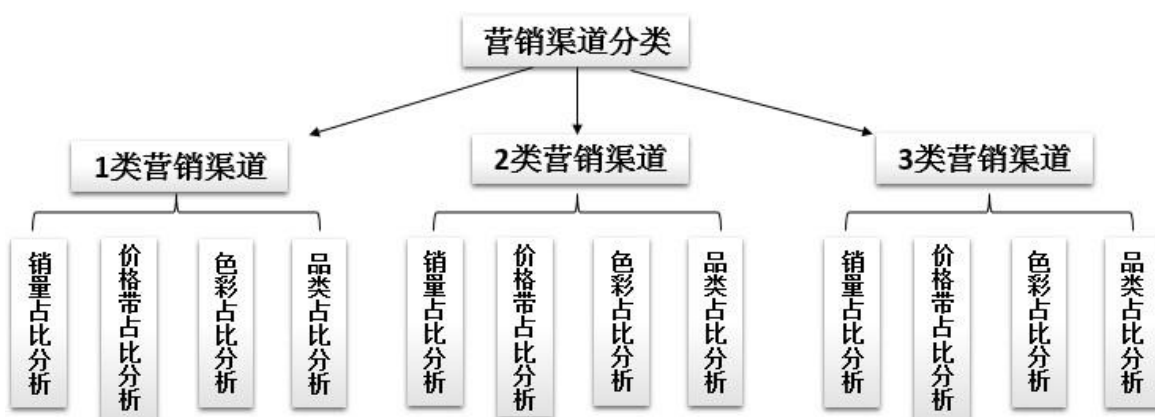 营销渠道分类
1类营销渠道
2类营销渠道
3类营销渠道
销量占比分析
价格带占比分析
色彩占比分析
品类占比分析
销量占比分析
价格带占比分析
色彩占比分析
品类占比分析
销量占比分析
价格带占比分析
色彩占比分析
品类占比分析